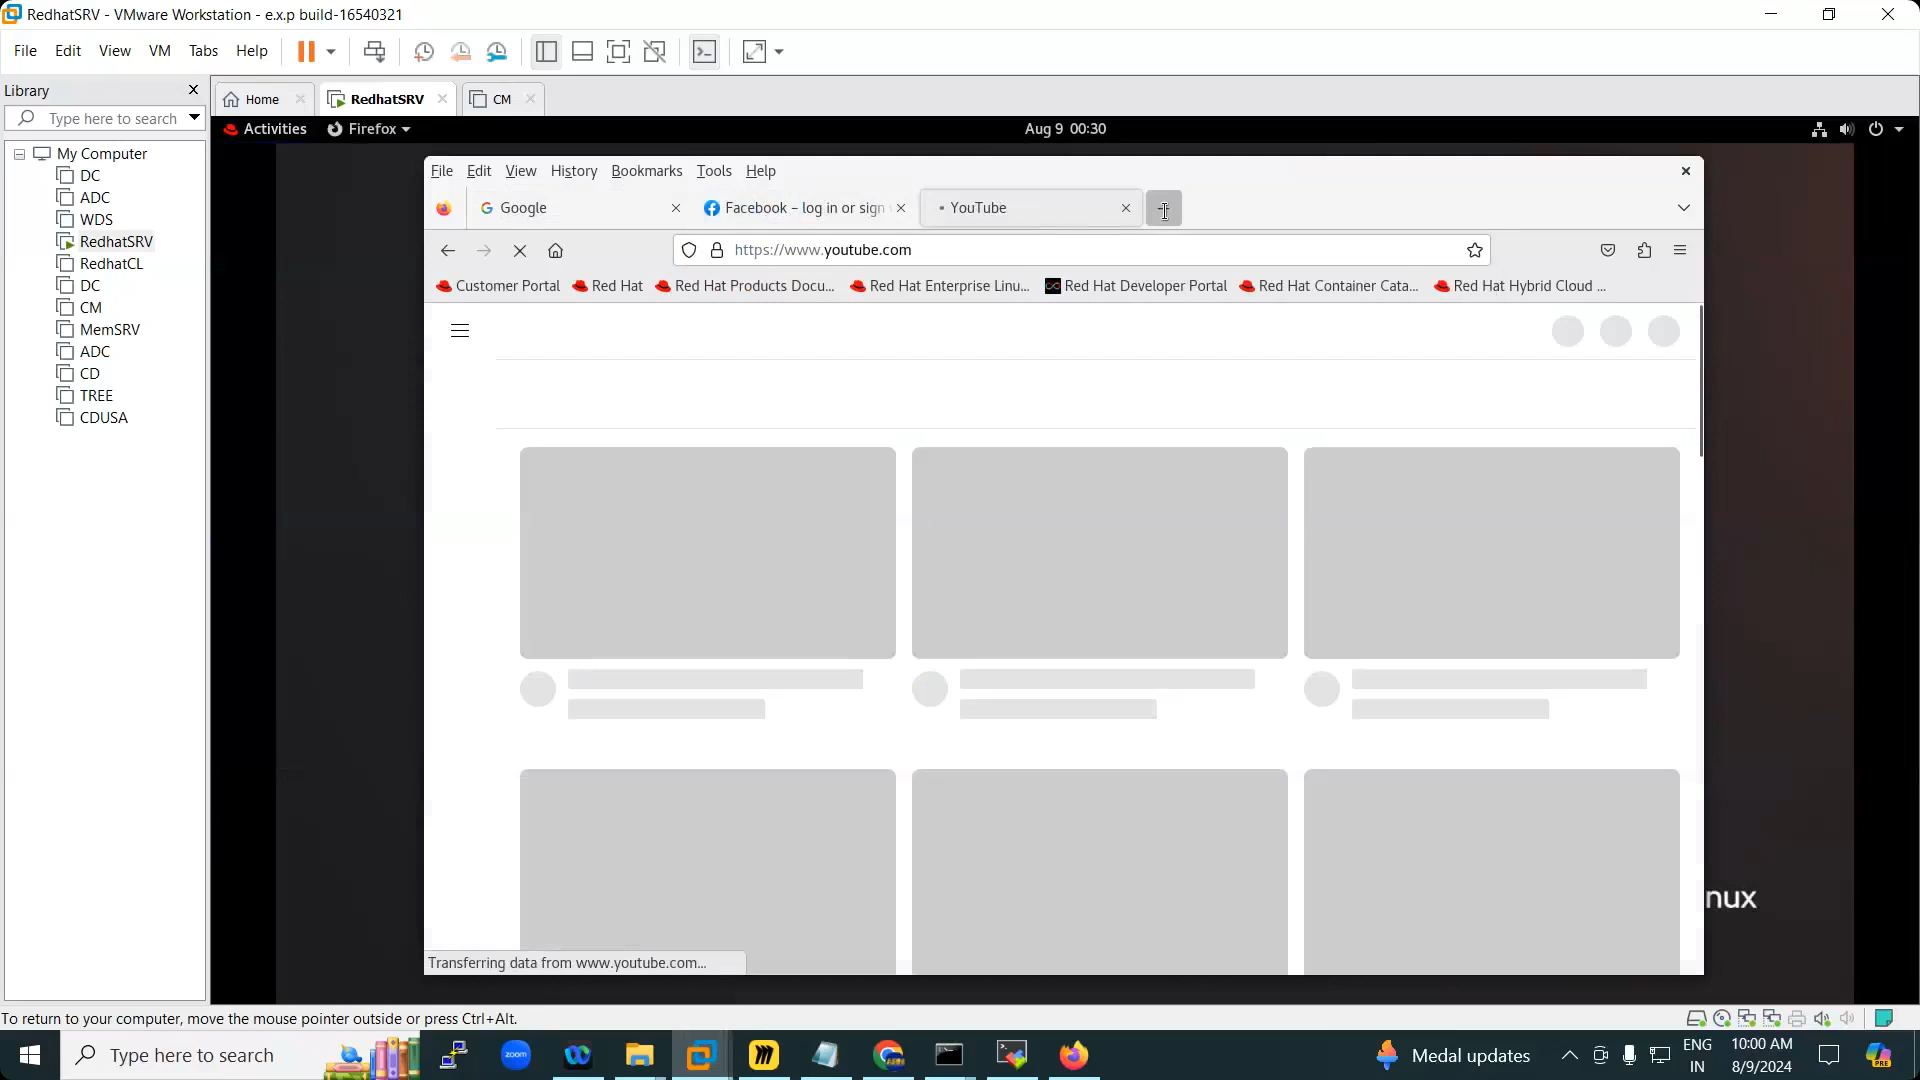 RedhatSRV - VMware Workstation - e.x.p build-16540321
File Edit View VM Tabs Help
Library
Type here to search
My Computer
DC
ADC
WDS
RedhatSRV
RedhatCL
DC
CM
MemSRV
ADC
CD
TREE
CDUSA
Home RedhatSRV CM
Activities Firefox Aug 9 00:30
File Edit View History Bookmarks Tools Help
Google Facebook – log in or sign YouTube
https://www.youtube.com
Customer Portal Red Hat Red Hat Products Docu... Red Hat Enterprise Linu... Red Hat Developer Portal Red Hat Container Cata... Red Hat Hybrid Cloud ...
nux
Transferring data from www.youtube.com...
To return to your computer, move the mouse pointer outside or press Ctrl+Alt.
Type here to search
zoom
Medal updates
ENG
IN
10:00 AM
8/9/2024
PRE